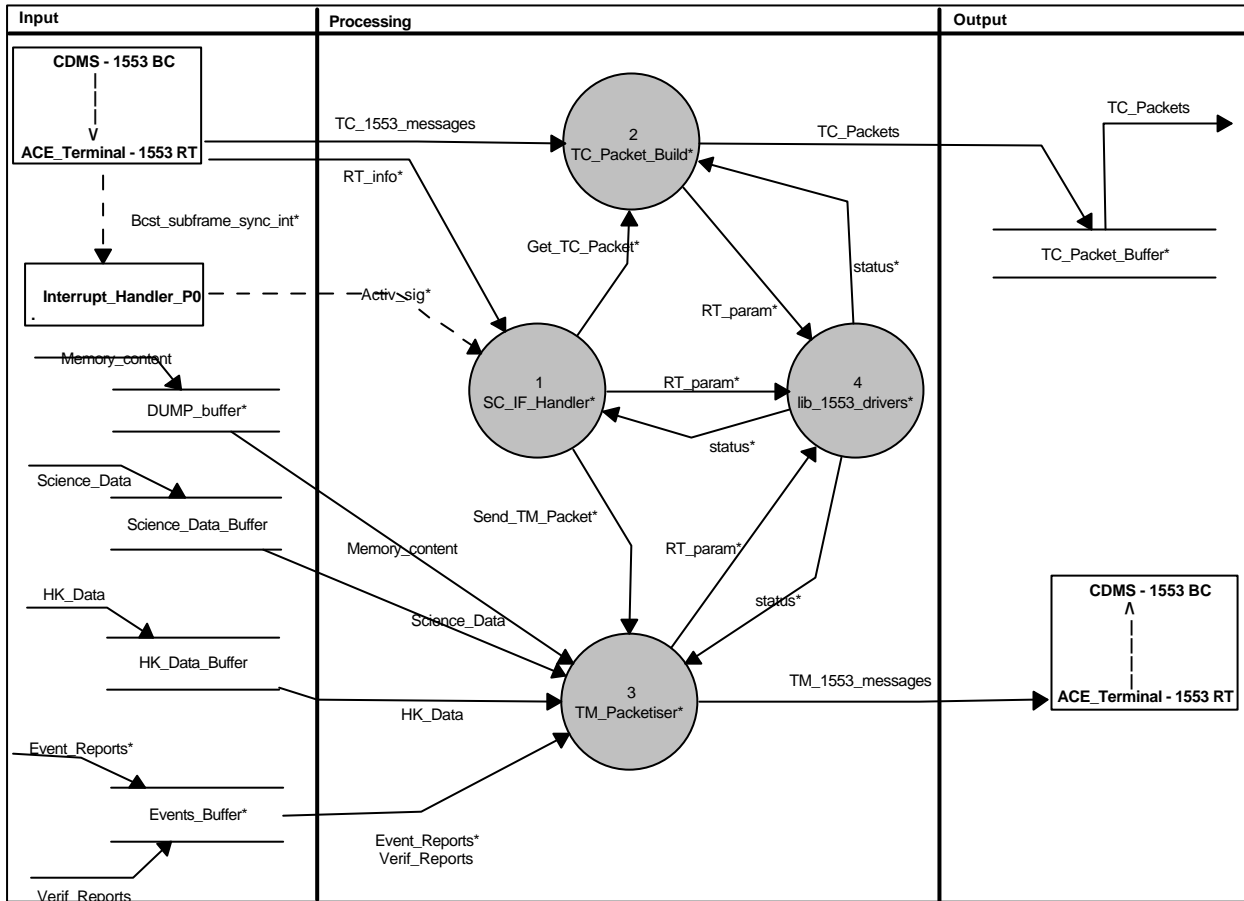 Input
Processing
Output
CDMS - 1553 BC
ACE_Terminal - 1553 RT
TC_1553_messages
RT_info*
Bcst_subframe_sync_int*
Interrupt_Handler_P0
.
Activ_sig*
Memory_content
DUMP_buffer*
Science_Data
Science_Data_Buffer
HK_Data
HK_Data_Buffer
Event_Reports*
Events_Buffer*
Verif_Reports
2
TC_Packet_Build*
Get_TC_Packet*
status*
RT_param*
1
SC_IF_Handler*
RT_param*
4
lib_1553_drivers*
status*
Send_TM_Packet*
Memory_content
RT_param*
Science_Data
status*
3
TM_Packetiser*
HK_Data
Event_Reports*
Verif_Reports
TC_Packets
TC_Packets
TC_Packet_Buffer*
TM_1553_messages
CDMS - 1553 BC
ACE_Terminal - 1553 RT